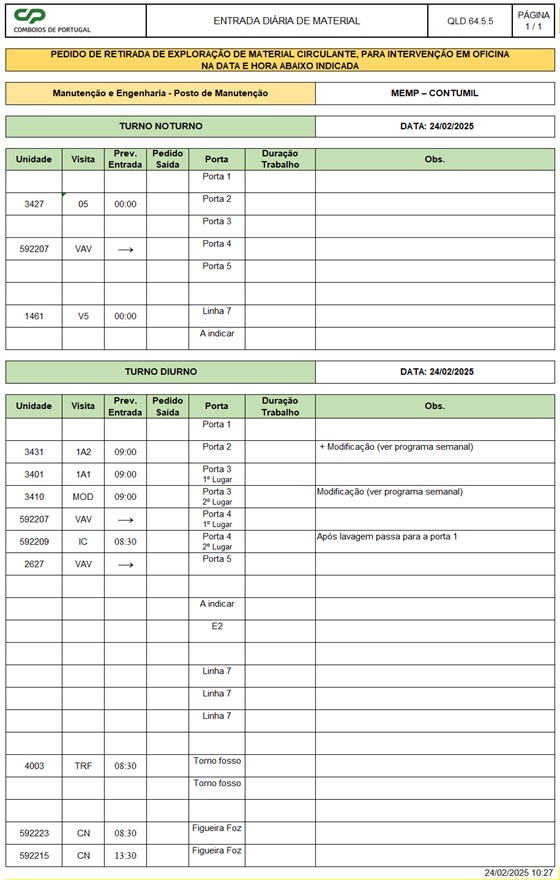 CP
COMBOIOS DE PORTUGAL
ENTRADA DIÁRIA DE MATERIAL
QLD.64.5.5
PÁGINA
1 / 1
PEDIDO DE RETIRADA DE EXPLORAÇÃO DE MATERIAL CIRCULANTE, PARA INTERVENÇÃO EM OFICINA
NA DATA E HORA ABAIXO INDICADA
Manutenção e Engenharia - Posto de Manutenção
MEMP – CONTUMIL
TURNO NOTURNO
DATA: 24/02/2025
Unidade Visita Prev. Entrada Pedido Saída Porta Duração Trabalho Obs.
Porta 1
3427 05 00:00 Porta 2
Porta 3
592207 VAV → Porta 4
Porta 5
1461 V5 00:00 Linha 7
A indicar
TURNO DIURNO
DATA: 24/02/2025
Unidade Visita Prev. Entrada Pedido Saída Porta Duração Trabalho Obs.
Porta 1
3431 1A2 09:00 Porta 2 + Modificação (ver programa semanal)
3401 1A1 09:00 Porta 3 1º Lugar
3410 MOD 09:00 Porta 3 2º Lugar Modificação (ver programa semanal)
592207 VAV → Porta 4 1º Lugar
592209 IC 08:30 Porta 4 2º Lugar Após lavagem passa para a porta 1
2627 VAV → Porta 5
A indicar
E2
Linha 7
Linha 7
Linha 7
4003 TRF 08:30 Torno fosso
Torno fosso
592223 CN 08:30 Figueira Foz
592215 CN 13:30 Figueira Foz
24/02/2025 10:27